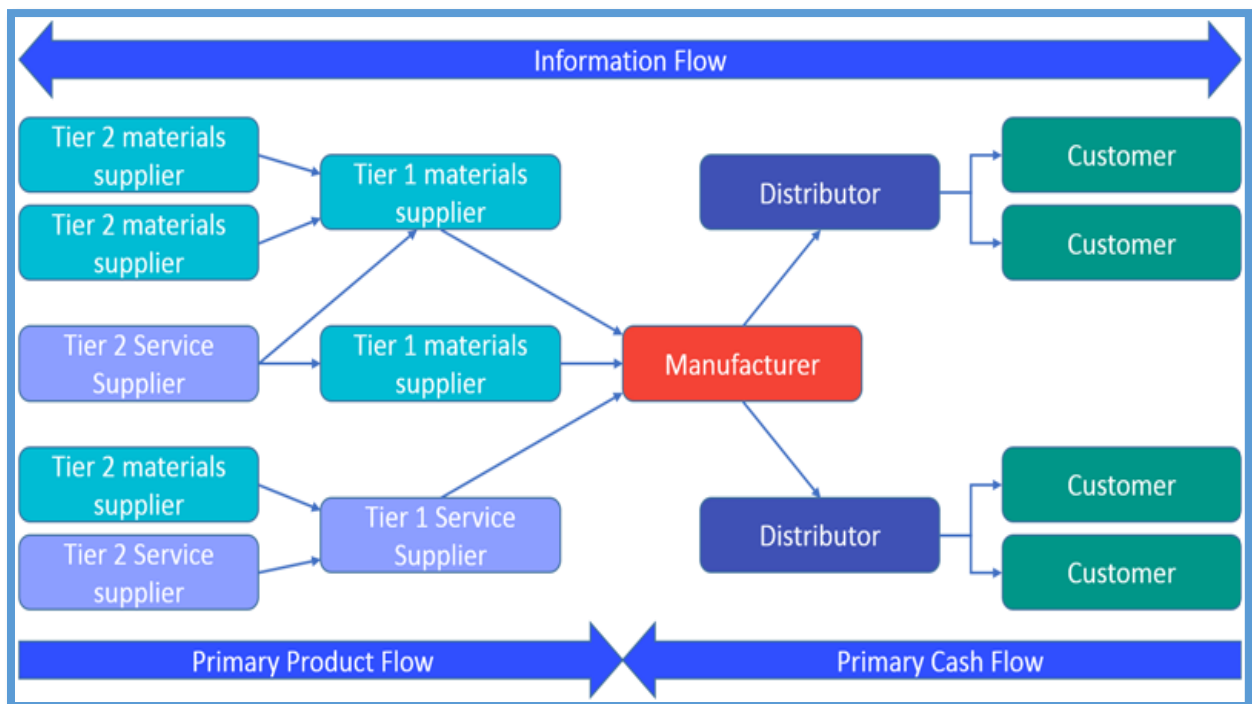 Information Flow
Tier 2 materials
supplier
Tier 2 materials
supplier
Tier 2 Service
Supplier
Tier 2 materials
supplier
Tier 2 Service
supplier
Tier 1 materials
supplier
Tier 1 materials
supplier
Tier 1 Service
Supplier
Manufacturer
Distributor
Distributor
Customer
Customer
Customer
Customer
Primary Product Flow
Primary Cash Flow